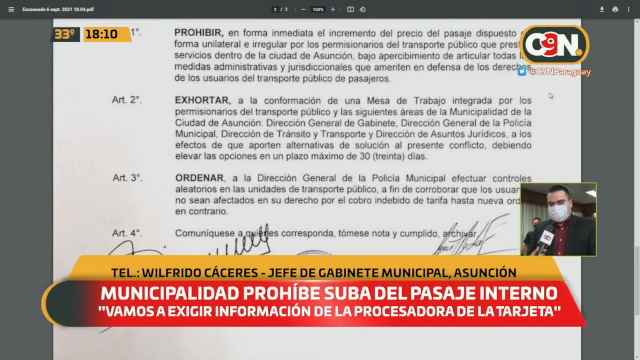 Escaneado 6 sept. 2021 18.04.pdf
2 / 2
100%
33º
18:10
C9N
@C9NParaguay
PROHIBIR, en forma inmediata el incremento del precio del pasaje dispuesto
forma unilateral e irregular por los permisionarios del transporte público que
servicios dentro de la ciudad de Asunción, bajo apercibimiento de articular todas
medidas administrativas y jurisdiccionales que ameriten en defensa de los derechos
de los usuarios del transporte público de pasajeros.
Art. 2°. EXHORTAR, a la conformación de una Mesa de Trabajo integrada por los
permisionarios del transporte público y las siguientes áreas de la Municipalidad de la
Ciudad de Asunción: Dirección General de Gabinete, Dirección General de la Policía
Municipal, Dirección de Tránsito y Transporte y Dirección de Asuntos Jurídicos, a
los efectos de que aporten alternativas de solución al presente conflicto, debiendo
elevar las opciones en un plazo máximo de 30 (treinta) días.
Art. 3°. ORDENAR, a la Dirección General de la Policía Municipal efectuar controles
aleatorios en las unidades de transporte público, a fin de corroborar que los
no sean afectados en su derecho por el cobro indebido de tarifa hasta nueva
en contrario.
Art. 4°. Comuníquese a quiénes corresponda, tómese nota y cumplido, archivar.
TEL.: WILFRIDO CÁCERES - JEFE DE GABINETE MUNICIPAL, ASUNCIÓN
MUNICIPALIDAD PROHÍBE SUBA DEL PASAJE INTERNO
"VAMOS A EXIGIR INFORMACIÓN DE LA PROCESADORA DE LA TARJETA"